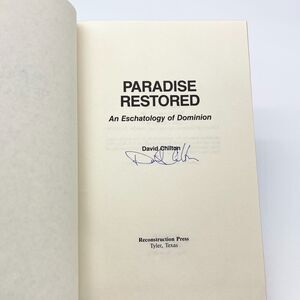 PARADISE
RESTORED
An Eschatology of Dominion
David Chilton
Reconstruction Press
Tyler, Texas